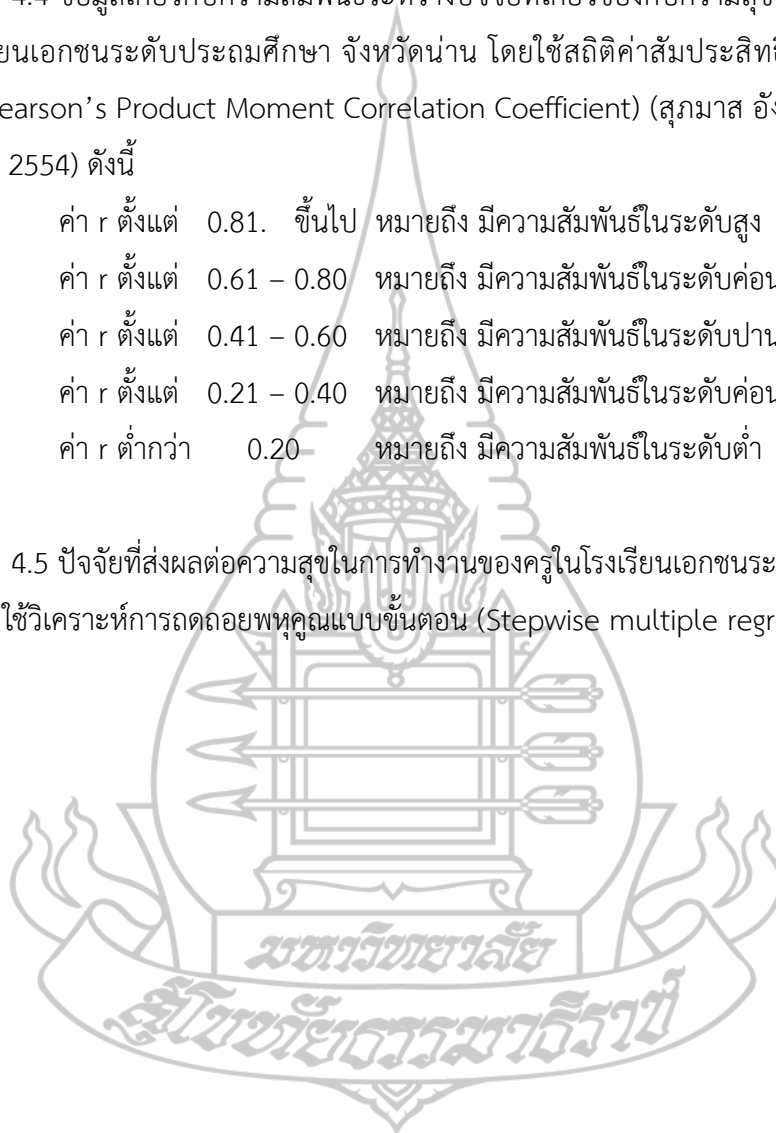 4.4 ข้อมูลเกี่ยวกับความสัมพันธ์ระหว่างปัจจัยที่เกี่ยวข้องกับความสุข
ยนเอกชนระดับประถมศึกษา จังหวัดน่าน โดยใช้สถิติค่าสัมประสิทธิ
earson’s Product Moment Correlation Coefficient) (สุภมาส อัง
2554) ดังนี้
ค่า r ตั้งแต่ 0.81. ขึ้นไป หมายถึง มีความสัมพันธ์ในระดับสูง
ค่า r ตั้งแต่ 0.61 – 0.80 หมายถึง มีความสัมพันธ์ในระดับค่อน
ค่า r ตั้งแต่ 0.41 – 0.60 หมายถึง มีความสัมพันธ์ในระดับปาน
ค่า r ตั้งแต่ 0.21 – 0.40 หมายถึง มีความสัมพันธ์ในระดับค่อน
ค่า r ต่ำกว่า 0.20 หมายถึง มีความสัมพันธ์ในระดับต่ำ
4.5 ปัจจัยที่ส่งผลต่อความสุขในการทำงานของครูในโรงเรียนเอกชนระ
ใช้วิเคราะห์การถดถอยพหุคูณแบบขั้นตอน (Stepwise multiple regr
มหาวิทยาลัย
สุโขทัยธรรมาธิราช